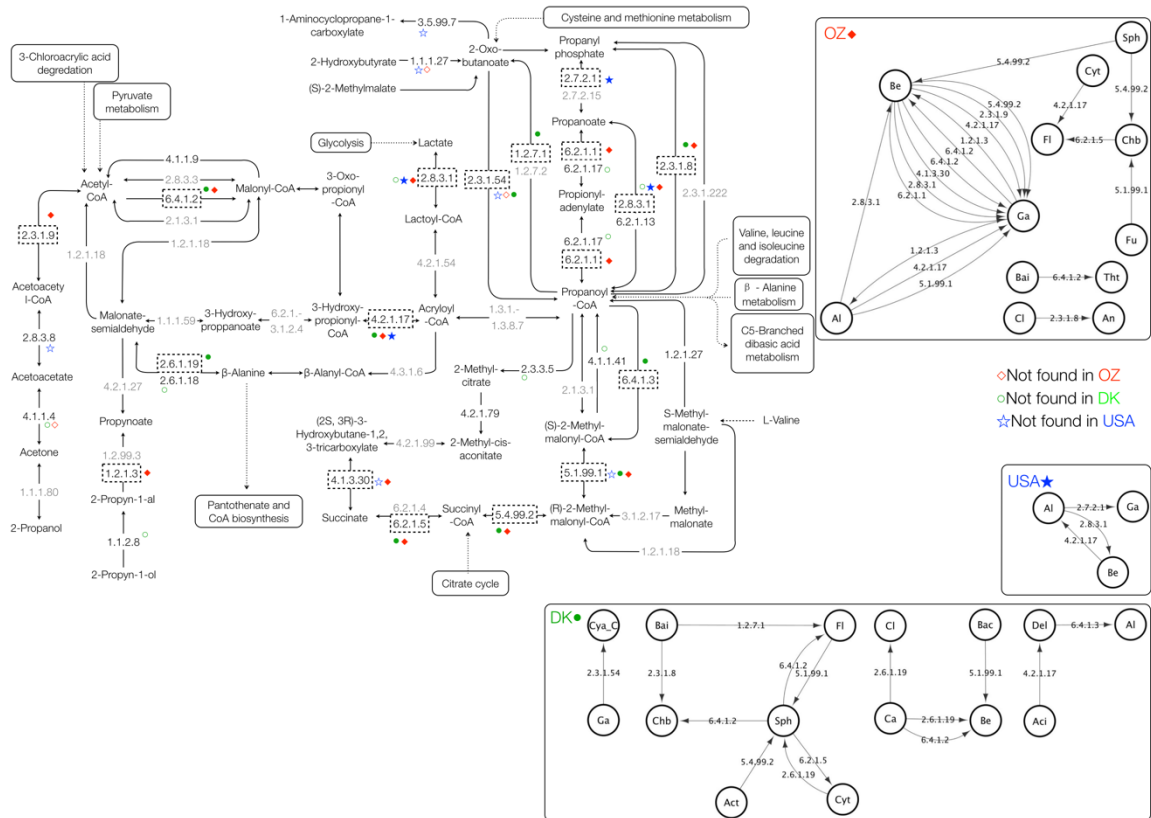 1-Aminocyclopropane-1-
carboxylate
3.5.99.7
Cysteine and methionine metabolism
2-Oxo-
butanoate
2-Hydroxybutyrate
1.1.1.27
(S)-2-Methylmalate
Propanyl
phosphate
2.7.2.1
2.7.2.15
Propanoate
6.2.1.1
6.2.1.17
Propionyl-
adenylate
6.2.1.17
6.2.1.1
Propanoyl
-CoA
1.2.7.1
1.2.7.2
2.3.1.54
2.8.3.1
6.2.1.13
2.3.1.8
2.3.1.222
3-Chloroacrylic acid
degredation
Pyruvate
metabolism
Glycolysis
Lactate
2.8.3.1
Lactoyl-CoA
4.2.1.54
Acryloyl
-CoA
4.1.1.9
2.8.3.3
6.4.1.2
2.1.3.1
Acetyl-
CoA
Malonyl-CoA
3-Oxo-
propionyl
-CoA
2.3.1.9
1.2.1.18
1.2.1.18
Acetoacety
l-CoA
2.8.3.8
Acetoacetate
4.1.1.4
Acetone
1.1.1.80
2-Propanol
Malonate-
semialdehyde
1.1.1.59
3-Hydroxy-
proppanoate
6.2.1.-
3.1.2.4
3-Hydroxy-
propionyl-
CoA
4.2.1.17
1.3.1.-
1.3.8.7
2.6.1.19
2.6.1.18
β-Alanine
β-Alanyl-CoA
4.3.1.6
4.2.1.27
Propynoate
1.2.99.3
1.2.1.3
2-Propyn-1-al
1.1.2.8
2-Propyn-1-ol
Pantothenate and
CoA biosynthesis
2-Methyl-
citrate
2.3.3.5
4.2.1.79
2-Methyl-cis-
aconitate
4.2.1.99
(2S, 3R)-3-
Hydroxybutane-1,2,
3-tricarboxylate
4.1.3.30
Succinate
6.2.1.4
6.2.1.5
Succinyl
-CoA
5.4.99.2
Citrate cycle
2.1.3.1
4.1.1.41
6.4.1.3
(S)-2-Methyl-
malonyl-CoA
5.1.99.1
(R)-2-Methyl-
malonyl-CoA
3.1.2.17
Methyl-
malonate
1.2.1.18
1.2.1.27
S-Methyl-
malonate-
semialdehyde
L-Valine
Valine, leucine
and isoleucine
degradation
β - Alanine
metabolism
C5-Branched
dibasic acid
metabolism
OZ
Sph
5.4.99.2
Be
Cyt
5.4.99.2
4.2.1.17
5.4.99.2
2.3.1.9
4.2.1.17
Fl
6.2.1.5
Chb
1.2.1.3
6.4.1.2
6.4.1.2
4.1.3.30
2.8.3.1
6.2.1.1
2.8.3.1
5.1.99.1
Ga
Fu
1.2.1.3
4.2.1.17
5.1.99.1
Al
Bai
6.4.1.2
Tht
Cl
2.3.1.8
An
Not found in OZ
Not found in DK
Not found in USA
USA
Al
2.7.2.1
Ga
2.8.3.1
4.2.1.17
Be
DK
Cya_C
Bai
1.2.7.1
Fl
Cl
Bac
Del
6.4.1.3
Al
2.3.1.54
2.3.1.8
6.4.1.2
5.1.99.1
2.6.1.19
5.1.99.1
4.2.1.17
Ga
Chb
6.4.1.2
Sph
Ca
2.6.1.19
6.4.1.2
Be
Aci
5.4.99.2
6.2.1.5
2.6.1.19
Act
Cyt